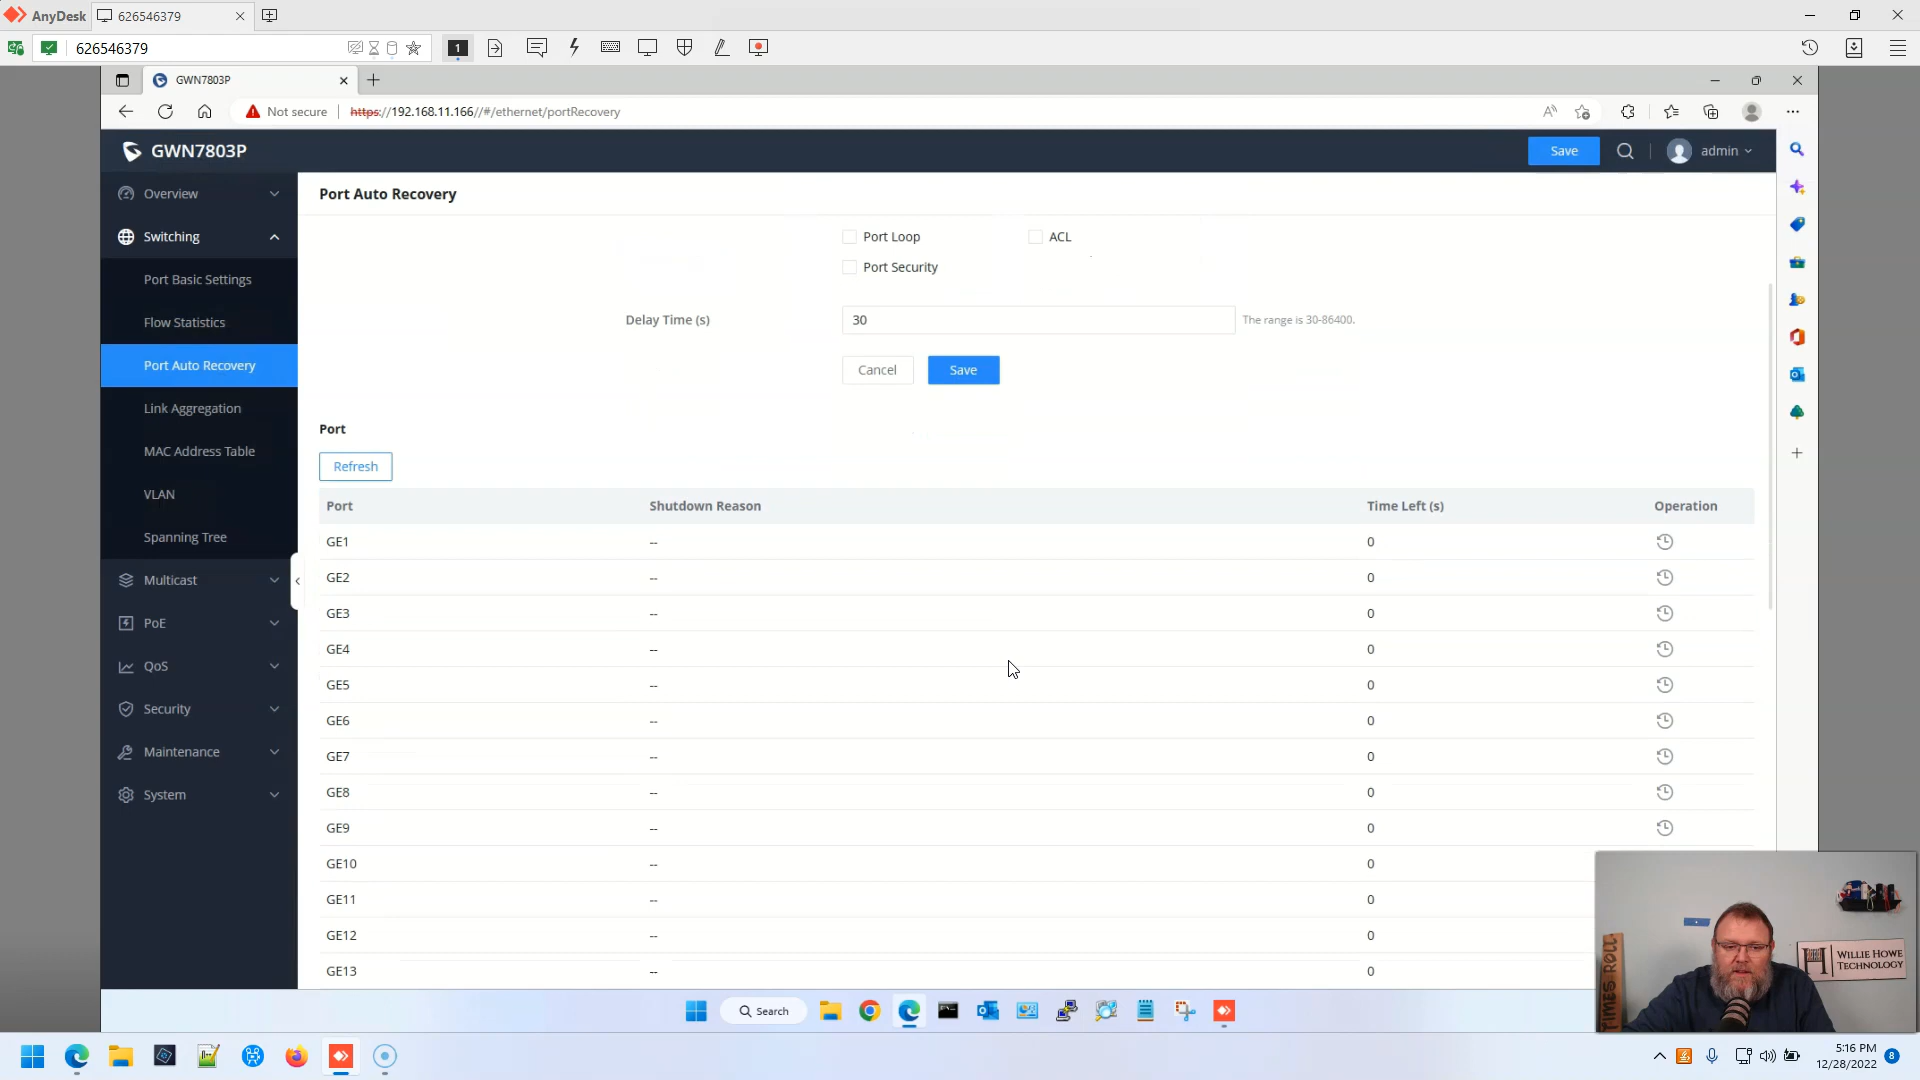 AnyDesk
626546379
626546379
1
GWN7803P
Not secure
https://192.168.11.166//#/ethernet/portRecovery
GWN7803P
Save
admin
Overview
Switching
Port Basic Settings
Flow Statistics
Port Auto Recovery
Link Aggregation
MAC Address Table
VLAN
Spanning Tree
Multicast
PoE
QoS
Security
Maintenance
System
Port Auto Recovery
Port Loop
ACL
Port Security
Delay Time (s)
30
The range is 30-86400.
Cancel
Save
Port
Refresh
Port Shutdown Reason Time Left (s) Operation
GE1 -- 0
GE2 -- 0
GE3 -- 0
GE4 -- 0
GE5 -- 0
GE6 -- 0
GE7 -- 0
GE8 -- 0
GE9 -- 0
GE10 -- 0
GE11 -- 0
GE12 -- 0
GE13 -- 0
TIMES ROLL
WILLIE HOWE
TECHNOLOGY
Search
5:16 PM
12/28/2022
8